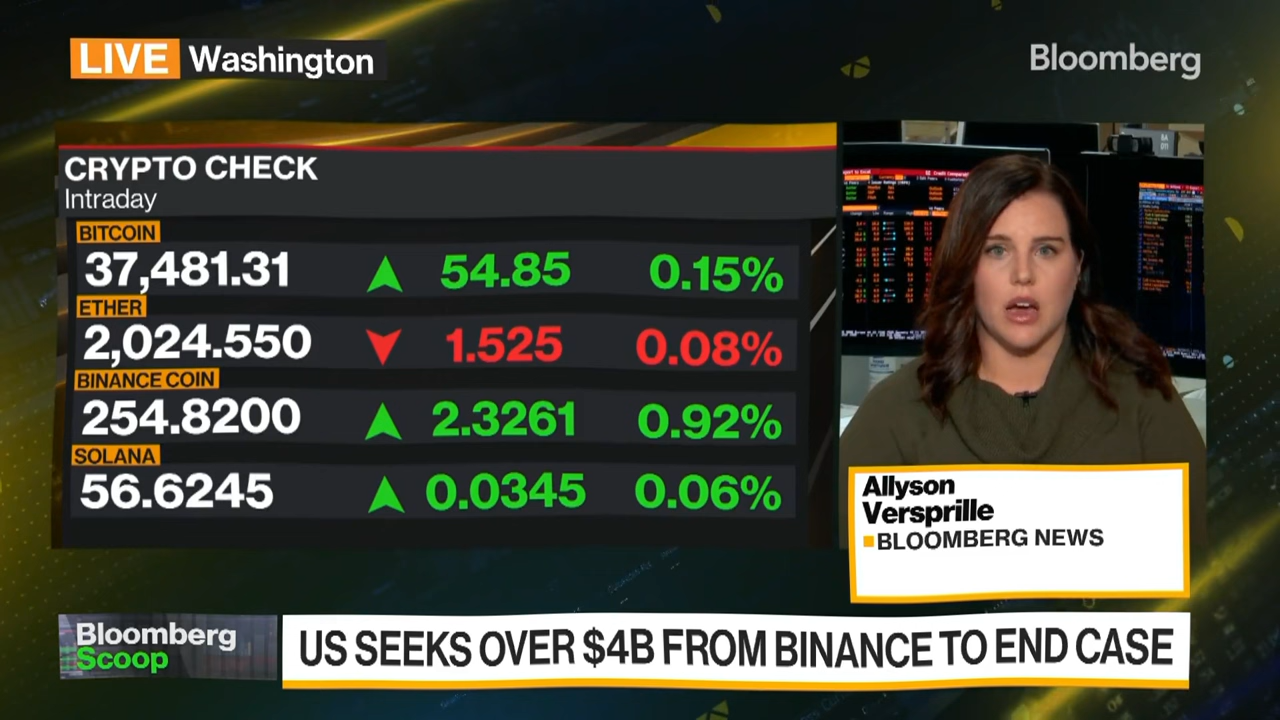 LIVE Washington
Bloomberg
CRYPTO CHECK
Intraday
BITCOIN
37,481.31 54.85 0.15%
ETHER
2,024.550 1.525 0.08%
BINANCE COIN
254.8200 2.3261 0.92%
SOLANA
56.6245 0.0345 0.06%
Allyson
Versprille
BLOOMBERG NEWS
Bloomberg
Scoop
US SEEKS OVER $4B FROM BINANCE TO END CASE